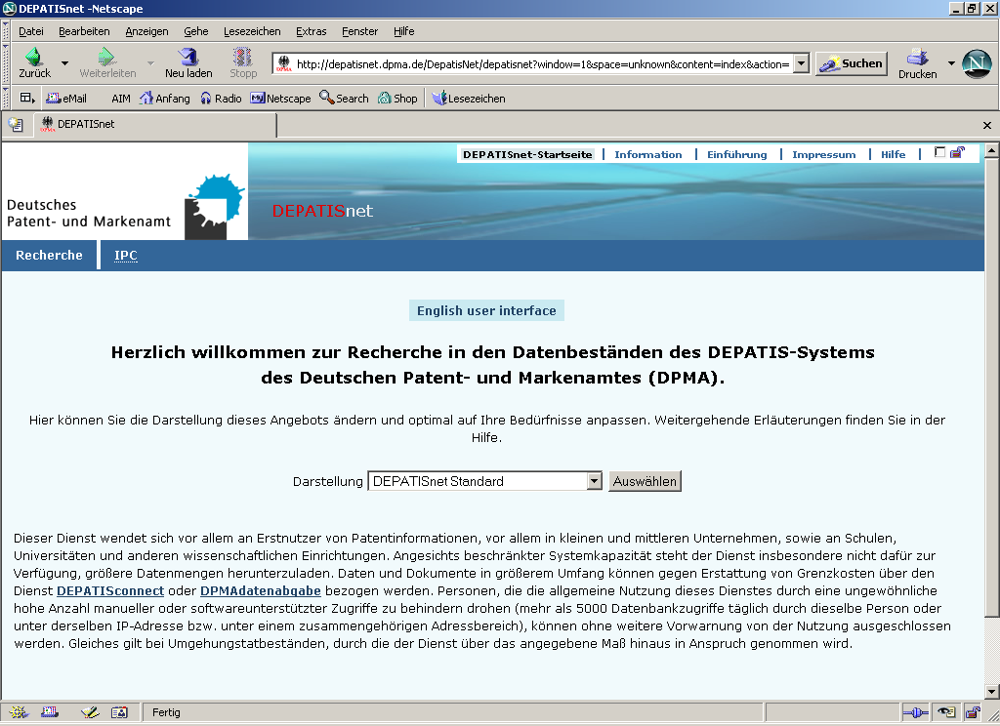 DEPATISnet -Netscape
Datei Bearbeiten Anzeigen Gehe Lesezeichen Extras Fenster Hilfe
Zurück Weiterleiten Neu laden Stopp http://depatisnet.dpma.de/DepatisNet/depatisnet?window=1&space=unknown&content=index&action= Suchen Drucken N
eMail AIM Anfang Radio Netscape Search Shop Lesezeichen
DEPATISnet
DEPATISnet-Startseite | Information | Einführung | Impressum | Hilfe |
Deutsches
Patent- und Markenamt
DEPATISnet
Recherche IPC
English user interface
Herzlich willkommen zur Recherche in den Datenbeständen des DEPATIS-Systems
des Deutschen Patent- und Markenamtes (DPMA).
Hier können Sie die Darstellung dieses Angebots ändern und optimal auf Ihre Bedürfnisse anpassen. Weitergehende Erläuterungen finden Sie in der
Hilfe.
Darstellung DEPATISnet Standard Auswählen
Dieser Dienst wendet sich vor allem an Erstnutzer von Patentinformationen, vor allem in kleinen und mittleren Unternehmen, sowie an Schulen,
Universitäten und anderen wissenschaftlichen Einrichtungen. Angesichts beschränkter Systemkapazität steht der Dienst insbesondere nicht dafür zur
Verfügung, größere Datenmengen herunterzuladen. Daten und Dokumente in größerem Umfang können gegen Erstattung von Grenzkosten über den
Dienst DEPATISconnect oder DPMAdatenabgabe bezogen werden. Personen, die die allgemeine Nutzung dieses Dienstes durch eine ungewöhnliche
hohe Anzahl manueller oder softwareunterstützter Zugriffe zu behindern drohen (mehr als 5000 Datenbankzugriffe täglich durch dieselbe Person oder
unter derselben IP-Adresse bzw. unter einem zusammengehörigen Adressbereich), können ohne weitere Vorwarnung von der Nutzung ausgeschlossen
werden. Gleiches gilt bei Umgehungstatbeständen, durch die der Dienst über das angegebene Maß hinaus in Anspruch genommen wird.
Fertig